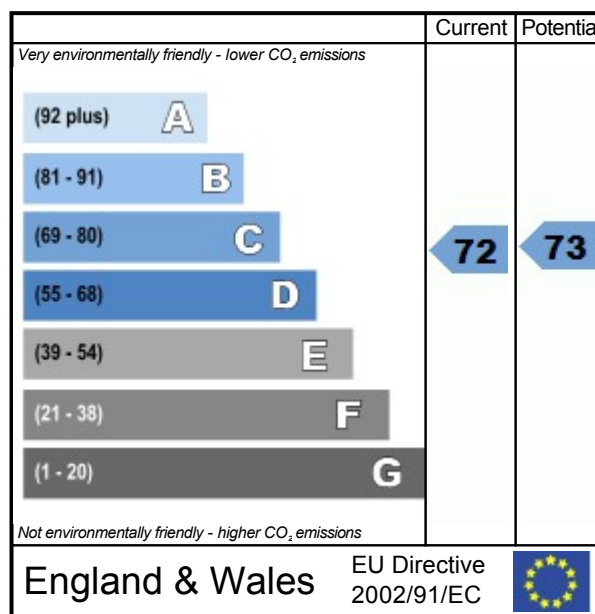 Current Potentia
Very environmentally friendly - lower CO₂ emissions
(92 plus) A
(81 - 91) B
(69 - 80) C
72 73
(55 - 68) D
(39 - 54) E
(21 - 38) F
(1 - 20) G
Not environmentally friendly - higher CO₂ emissions
England & Wales
EU Directive
2002/91/EC